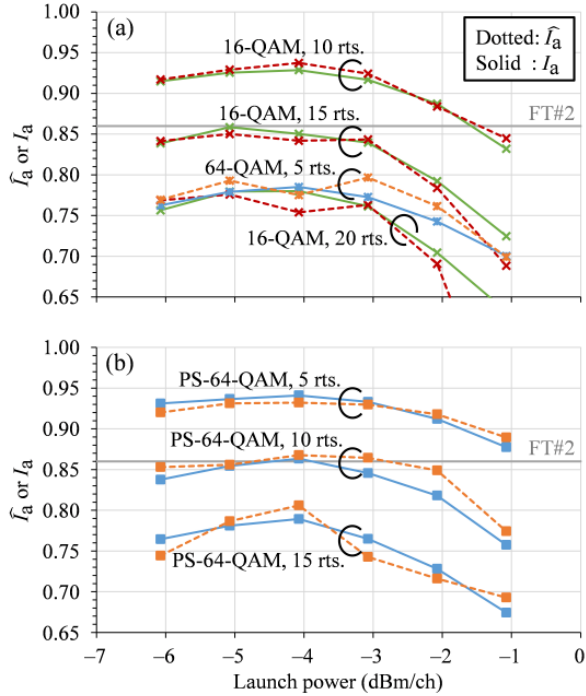 (a)
16-QAM, 10 rts.
Dotted: Îa
Solid : Ia
16-QAM, 15 rts.
FT#2
64-QAM, 5 rts.
16-QAM, 20 rts.
1.00
0.95
0.90
0.85
0.80
0.75
0.70
0.65
Îa or Ia
(b)
PS-64-QAM, 5 rts.
PS-64-QAM, 10 rts.
FT#2
PS-64-QAM, 15 rts.
1.00
0.95
0.90
0.85
0.80
0.75
0.70
0.65
Îa or Ia
−7 −6 −5 −4 −3 −2 −1 0
Launch power (dBm/ch)